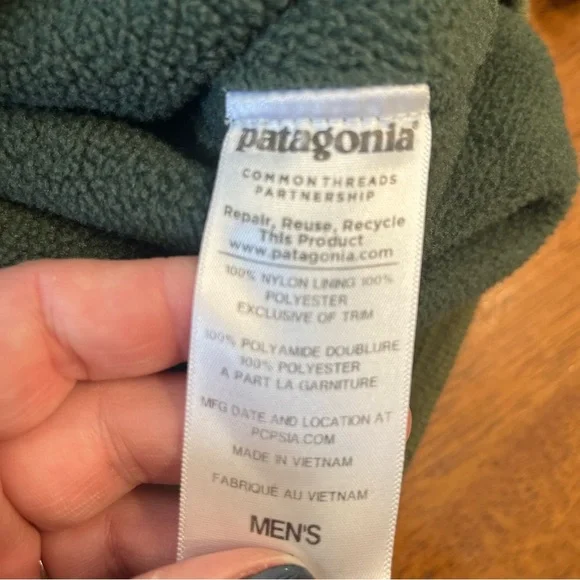 patagonia
COMMON THREADS
PARTNERSHIP
Repair, Reuse, Recycle
This Product
www.patagonia.com
100% NYLON LINING 100%
POLYESTER
EXCLUSIVE OF TRIM
100% POLYAMIDE DOUBLURE
100% POLYESTER
A PART LA GARNITURE
MFG DATE AND LOCATION AT
PCPSIA.COM
MADE IN VIETNAM
FABRIQUÉ AU VIETNAM
MEN'S